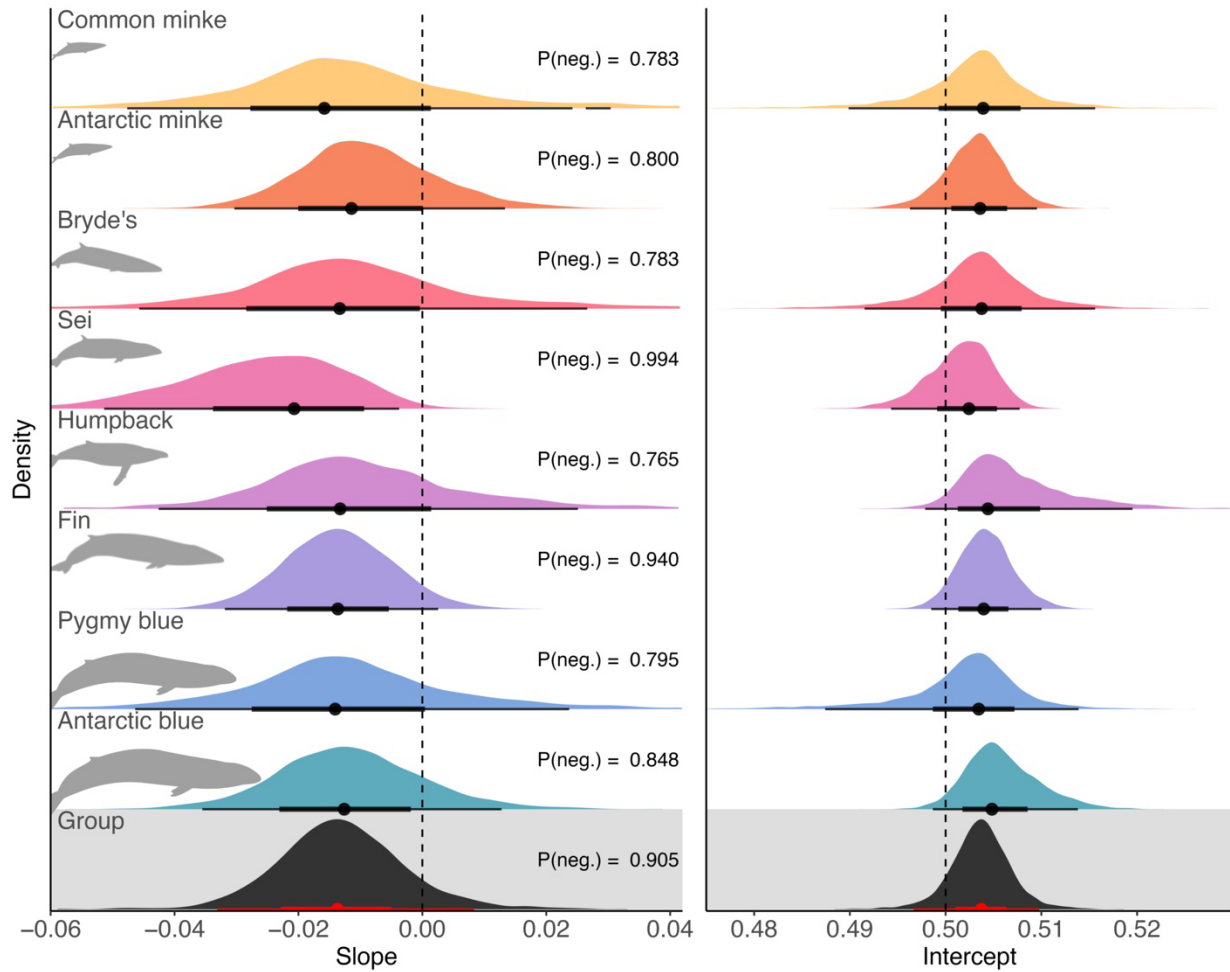 Common minke
P(neg.) = 0.783
Antarctic minke
P(neg.) = 0.800
Bryde's
P(neg.) = 0.783
Sei
P(neg.) = 0.994
Humpback
P(neg.) = 0.765
Fin
P(neg.) = 0.940
Pygmy blue
P(neg.) = 0.795
Antarctic blue
P(neg.) = 0.848
Group
P(neg.) = 0.905
Density
−0.06 −0.04 −0.02 0.00 0.02 0.04
Slope
0.48 0.49 0.50 0.51 0.52
Intercept